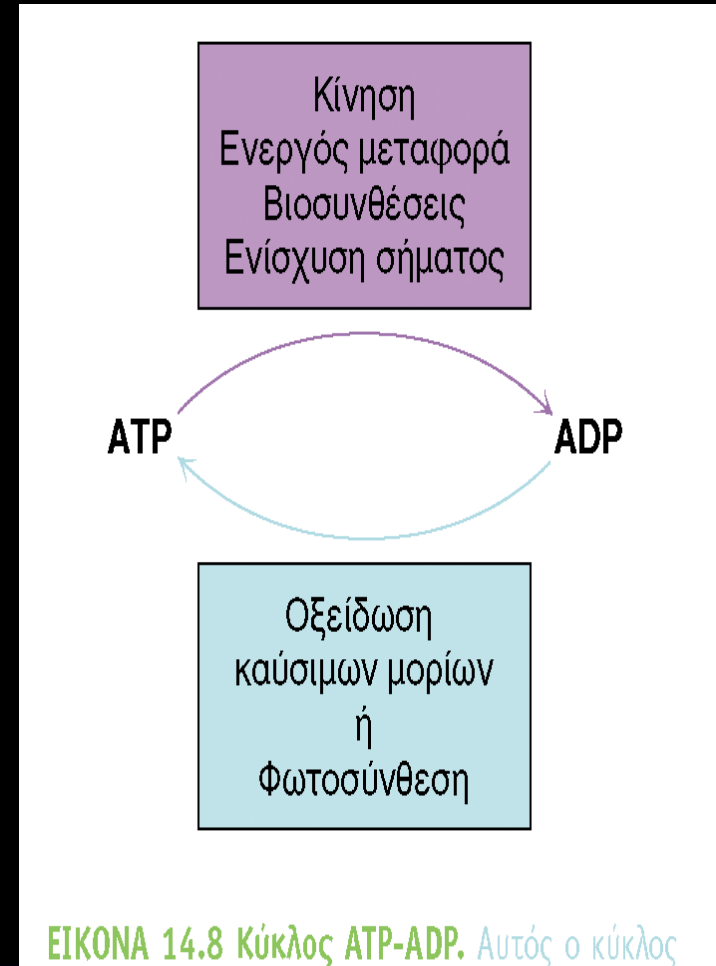 Κίνηση
Ενεργός μεταφορά
Βιοσυνθέσεις
Ενίσχυση σήματος
ATP ADP
Οξείδωση
καύσιμων μορίων
ή
Φωτοσύνθεση
ΕΙΚΟΝΑ 14.8 Κύκλος ATP-ADP. Αυτός ο κύκλος